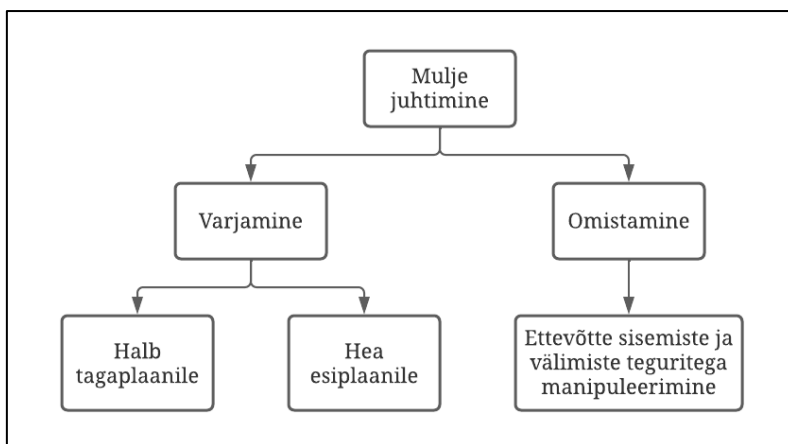 Mulje
juhtimine
Varjamine
Omistamine
Halb
tagaplaanile
Hea
esiplaanile
Ettevõtte sisemiste ja
välimiste teguritega
manipuleerimine